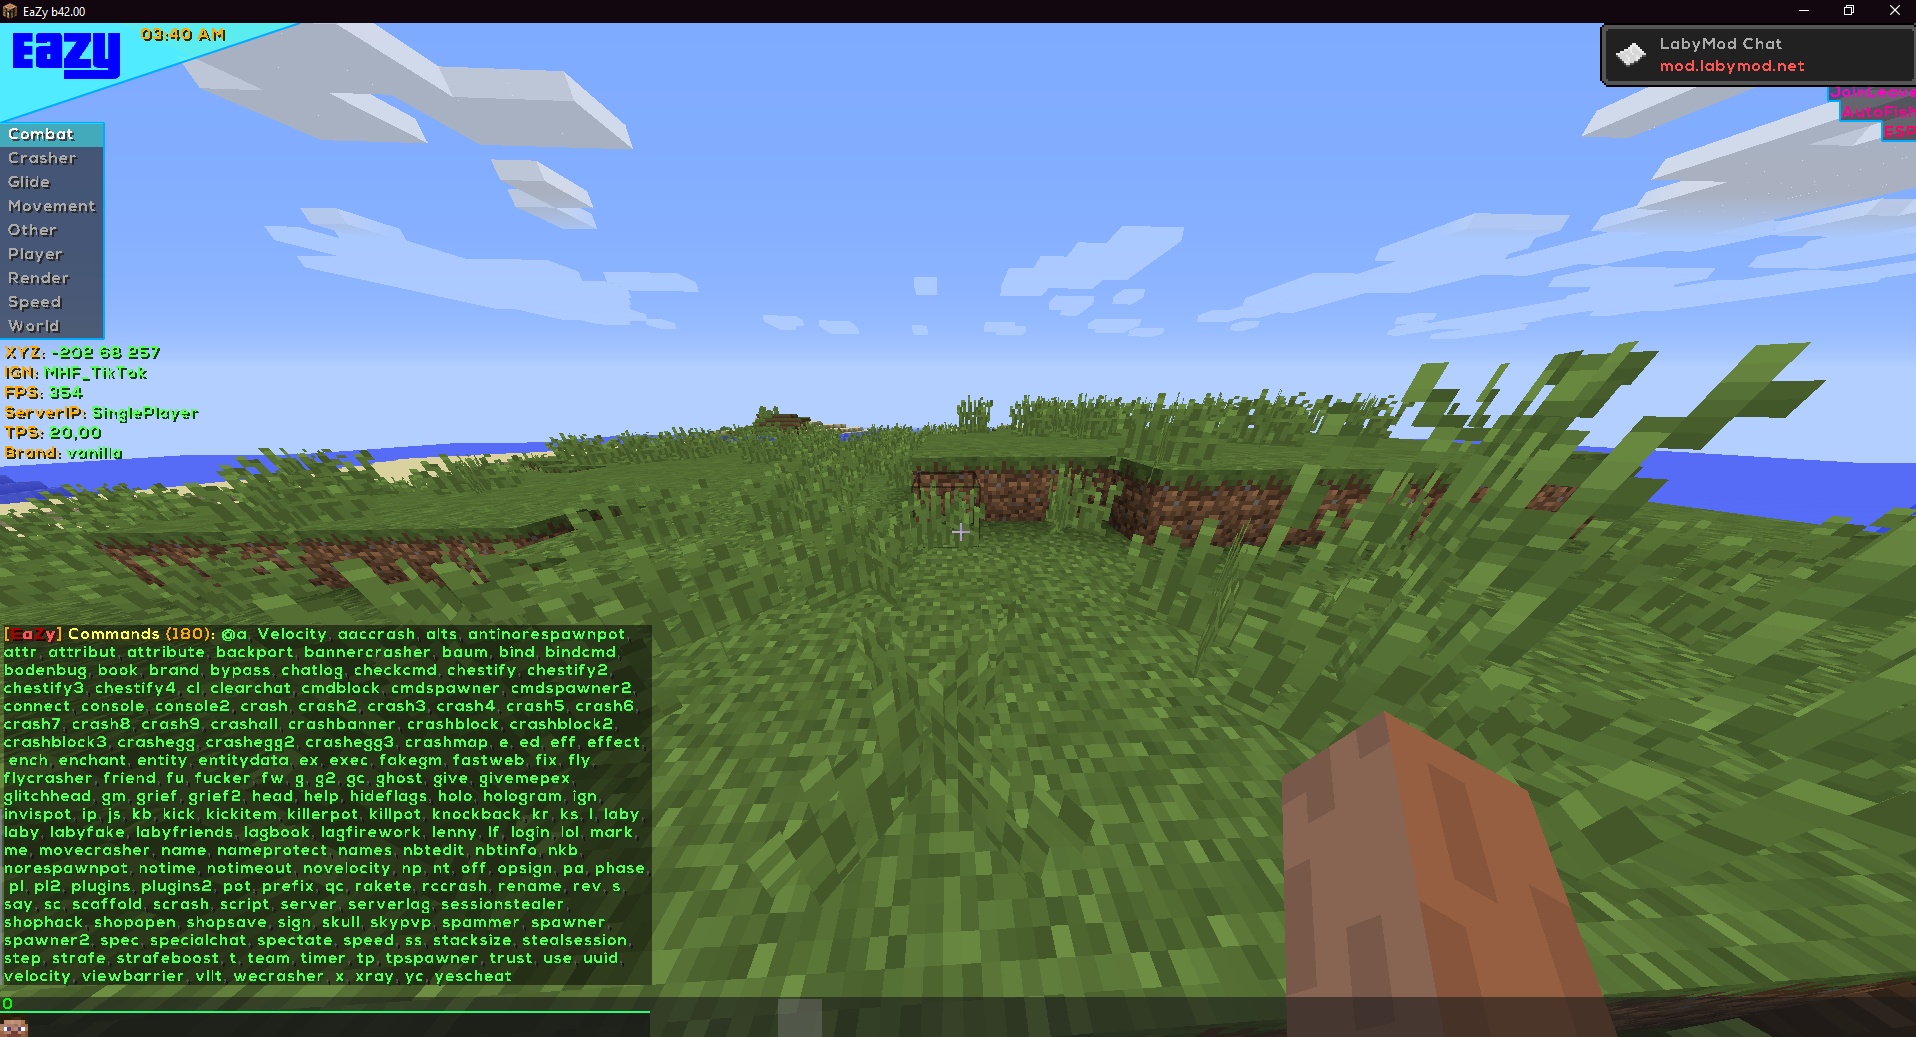 EaZy b42.00
EaZy
03:40 AM
LabyMod Chat
mod.labymod.net
JoinLeave
AutoFish
ESP
Combat
Crasher
Glide
Movement
Other
Player
Render
Speed
World
XYZ: -202 68 257
IGN: MHF_TikTok
FPS: 354
ServerIP: SinglePlayer
TPS: 20,00
Brand: vanilla
[EaZy] Commands (180): @a, Velocity, aaccrash, alts, antinorespawnpot,
attr, attribut, attribute, backport, bannercrasher, baum, bind, bindcmd,
bodenbug, book, brand, bypass, chatlog, checkcmd, chestify, chestify2,
chestify3, chestify4, cl, clearchat, cmdblock, cmdspawner, cmdspawner2,
connect, console, console2, crash, crash2, crash3, crash4, crash5, crash6,
crash7, crash8, crash9, crashall, crashbanner, crashblock, crashblock2,
crashblock3, crashegg, crashegg2, crashegg3, crashmap, e, ed, eff, effect,
ench, enchant, entity, entitydata, ex, exec, fakegm, fastweb, fix, fly,
flycrasher, friend, fu, fucker, fw, g, g2, gc, ghost, give, givemepex,
glitchhead, gm, grief, grief2, head, help, hideflags, holo, hologram, ign,
invispot, ip, js, kb, kick, kickitem, killerpot, killpot, knockback, kr, ks, l, laby,
laby, labyfake, labyfriends, lagbook, lagfirework, lenny, lf, login, lol, mark,
me, movecrasher, name, nameprotect, names, nbtedit, nbtinfo, nkb,
norespawnpot, notime, notimeout, novelocity, np, nt, off, opsign, pa, phase,
pl, pl2, plugins, plugins2, pot, prefix, qc, rakete, rccrash, rename, rev, s,
say, sc, scaffold, scrash, script, server, serverlag, sessionstealer,
shophack, shopopen, shopsave, sign, skull, skypvp, spammer, spawner,
spawner2, spec, specialchat, spectate, speed, ss, stacksize, stealsession,
step, strafe, strafeboost, t, team, timer, tp, tpspawner, trust, use, uuid,
velocity, viewbarrier, vllt, wecrasher, x, xray, yc, yescheat
0